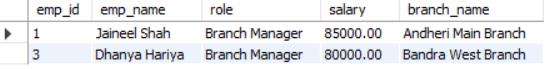 emp_id emp_name role salary branch_name
1 Jaineel Shah Branch Manager 85000.00 Andheri Main Branch
3 Dhanya Hariya Branch Manager 80000.00 Bandra West Branch